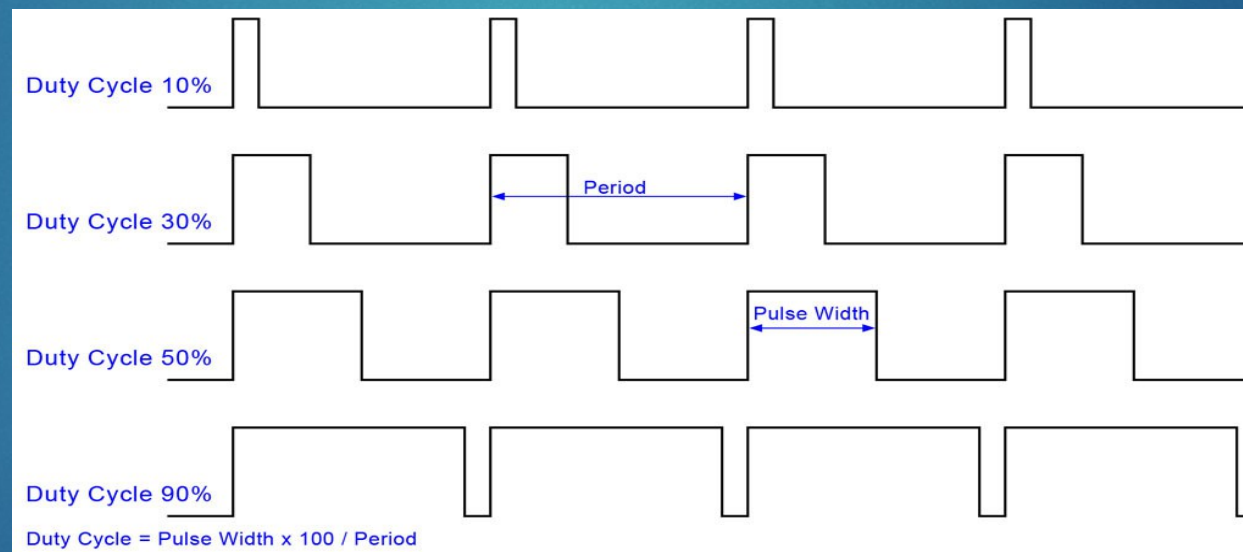 Duty Cycle 10%
Period
Duty Cycle 30%
Pulse Width
Duty Cycle 50%
Duty Cycle 90%
Duty Cycle = Pulse Width x 100 / Period